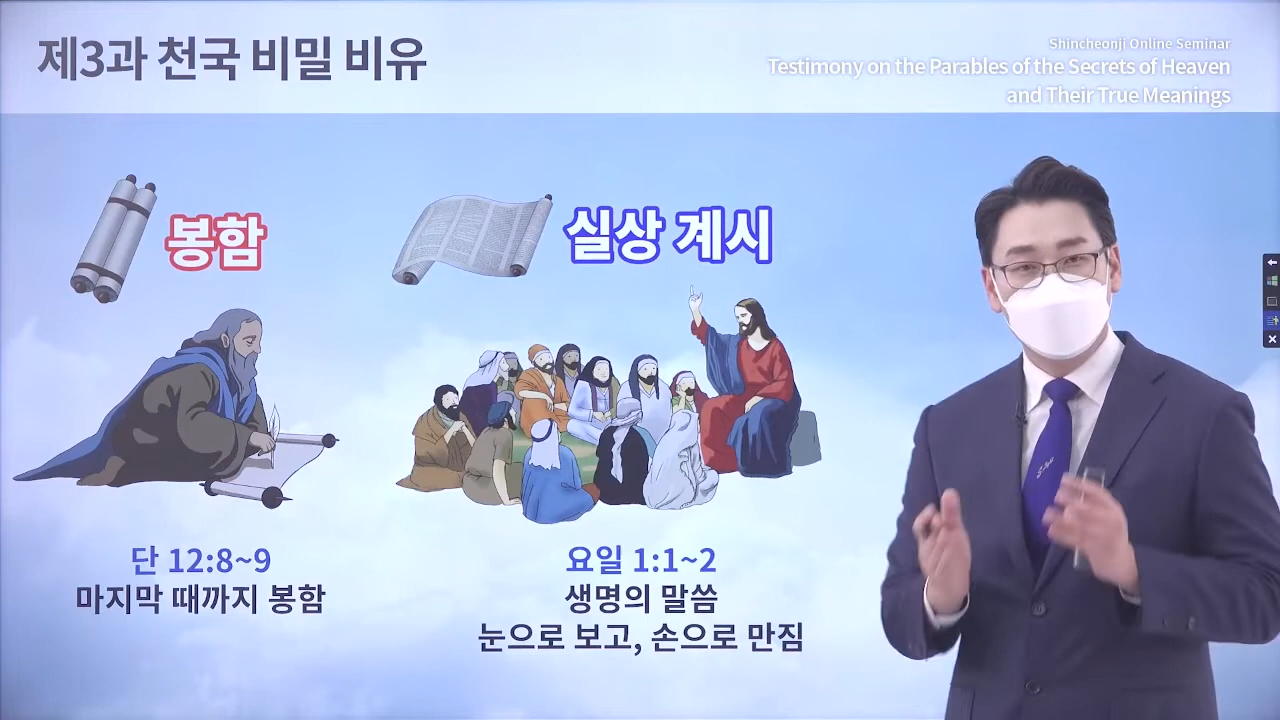 제3과 천국 비밀 비유
Shincheonji Online Seminar
Testimony on the Parables of the Secrets of Heaven
and Their True Meanings
봉함
실상 계시
단 12:8~9
마지막 때까지 봉함
요일 1:1~2
생명의 말씀
눈으로 보고, 손으로 만짐